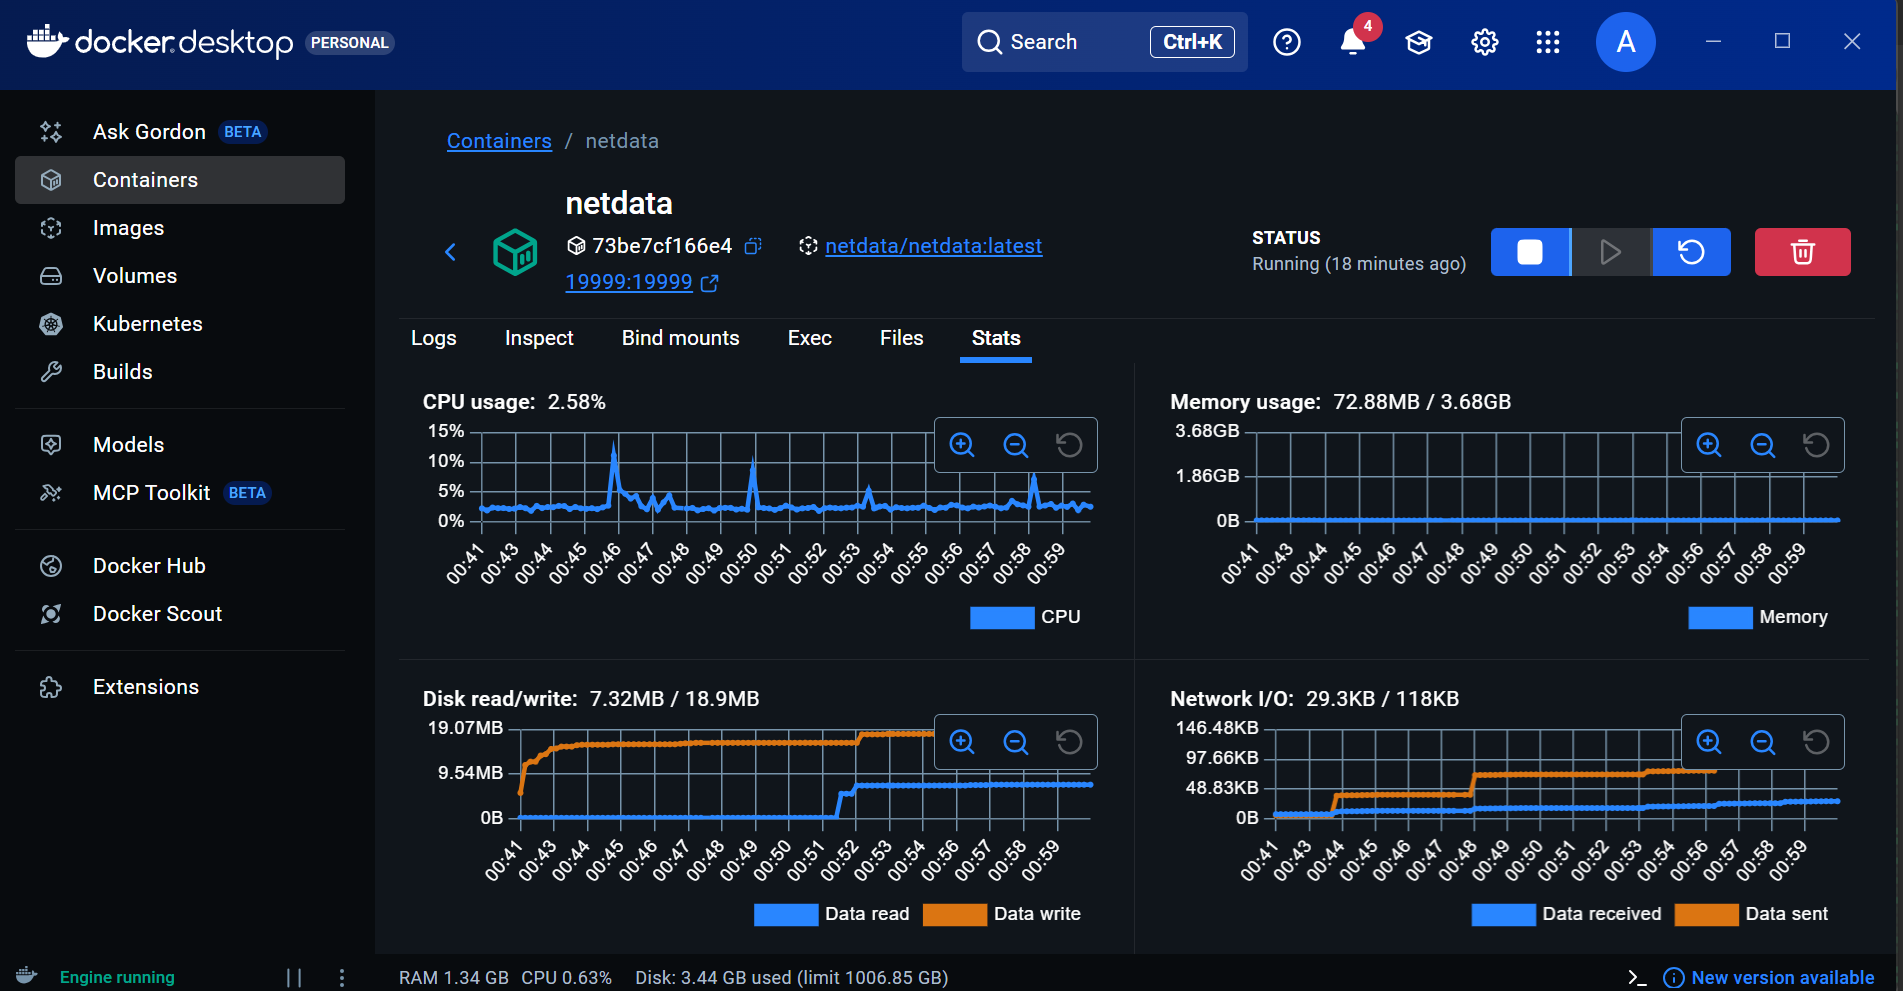 docker desktop PERSONAL
Search Ctrl+K
4
A
Ask Gordon BETA
Containers
Images
Volumes
Kubernetes
Builds
Models
MCP Toolkit BETA
Docker Hub
Docker Scout
Extensions
Containers / netdata
netdata
73be7cf166e4 netdata/netdata:latest
19999:19999
STATUS
Running (18 minutes ago)
Logs Inspect Bind mounts Exec Files Stats
CPU usage: 2.58%
15%
10%
5%
0%
00:41 00:43 00:44 00:45 00:46 00:47 00:48 00:49 00:50 00:51 00:52 00:53 00:54 00:55 00:56 00:57 00:58 00:59
CPU
Memory usage: 72.88MB / 3.68GB
3.68GB
1.86GB
0B
00:41 00:43 00:44 00:45 00:46 00:47 00:48 00:49 00:50 00:51 00:52 00:53 00:54 00:56 00:57 00:58 00:59
Memory
Disk read/write: 7.32MB / 18.9MB
19.07MB
9.54MB
0B
00:41 00:43 00:44 00:45 00:46 00:47 00:48 00:49 00:50 00:51 00:52 00:53 00:54 00:56 00:57 00:58 00:59
Data read Data write
Network I/O: 29.3KB / 118KB
146.48KB
97.66KB
48.83KB
0B
00:41 00:43 00:44 00:45 00:46 00:47 00:48 00:49 00:50 00:51 00:52 00:53 00:54 00:56 00:57 00:58 00:59
Data received Data sent
Engine running
RAM 1.34 GB CPU 0.63% Disk: 3.44 GB used (limit 1006.85 GB)
New version available